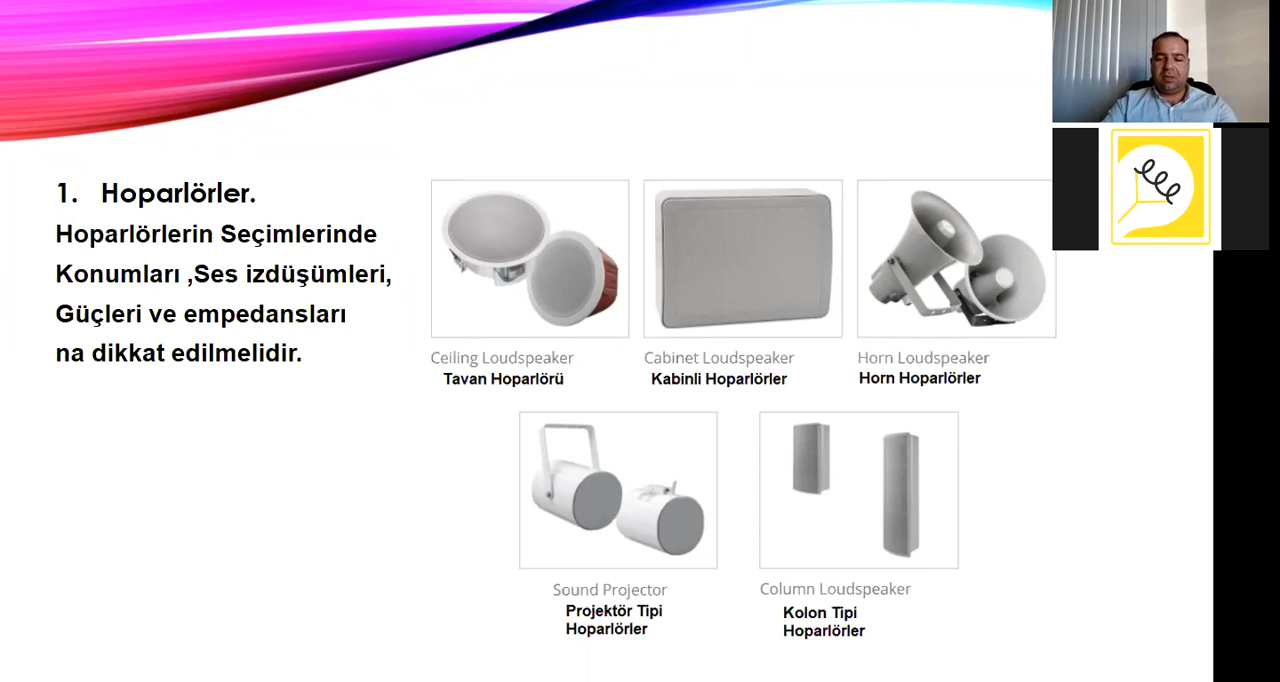 1. Hoparlörler.
Hoparlörlerin Seçimlerinde
Konumları ,Ses izdüşümleri,
Güçleri ve empedansları
na dikkat edilmelidir.
Ceiling Loudspeaker
Tavan Hoparlörü
Cabinet Loudspeaker
Kabinli Hoparlörler
Horn Loudspeaker
Horn Hoparlörler
Sound Projector
Projektör Tipi
Hoparlörler
Column Loudspeaker
Kolon Tipi
Hoparlörler